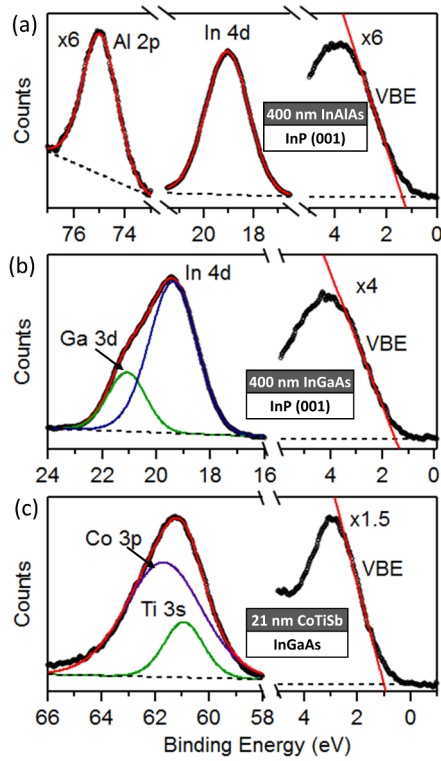 (a)
x6
Al 2p
In 4d
x6
VBE
400 nm InAlAs
InP (001)
Counts
76 74 20 18 4 2 0
(b)
In 4d
x4
Ga 3d
VBE
400 nm InGaAs
InP (001)
Counts
24 22 20 18 16 4 2 0
(c)
x1.5
Co 3p
VBE
Ti 3s
21 nm CoTiSb
InGaAs
Counts
66 64 62 60 58 4 2 0
Binding Energy (eV)